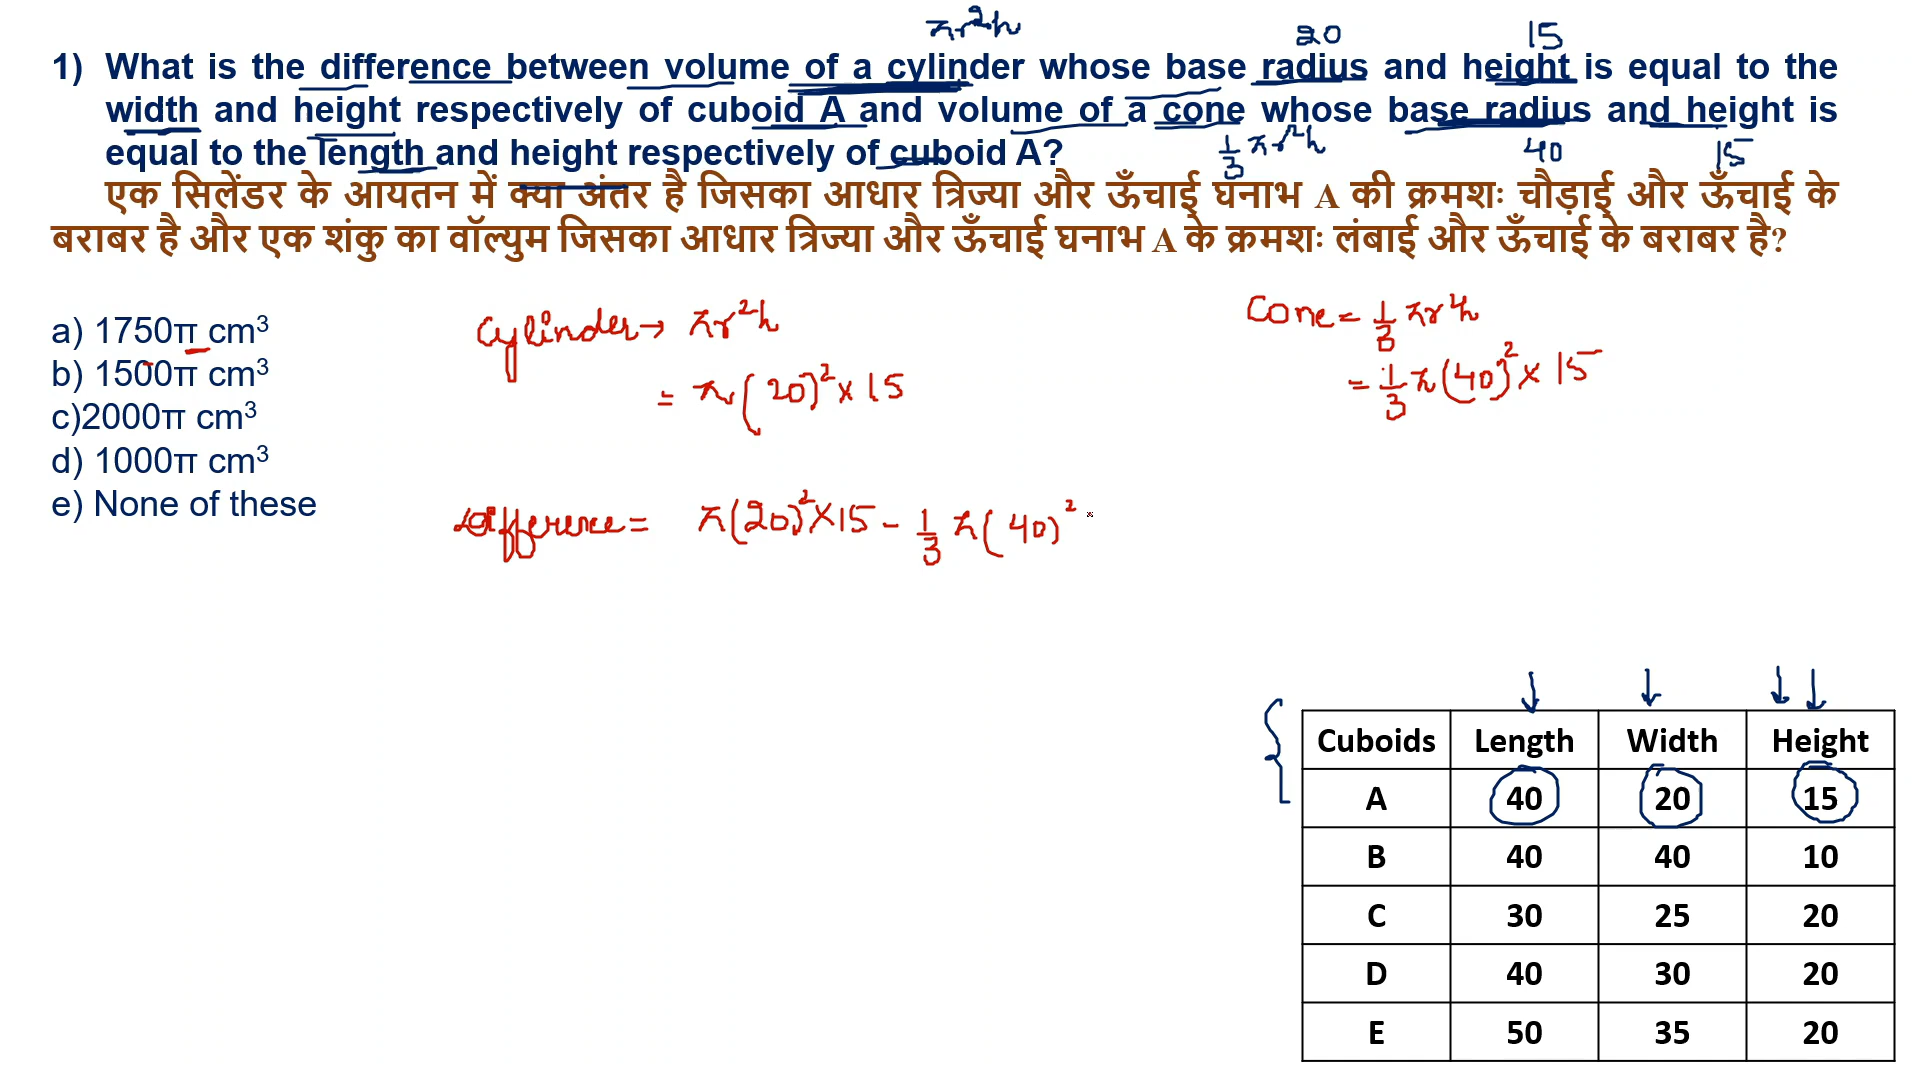 πr²h 20 15
1) What is the difference between volume of a cylinder whose base radius and height is equal to the
width and height respectively of cuboid A and volume of a cone whose base radius and height is
equal to the length and height respectively of cuboid A?
1/3 πr²h 40 15
एक सिलेंडर के आयतन में क्या अंतर है जिसका आधार त्रिज्या और ऊँचाई घनाभ A की क्रमशः चौड़ाई और ऊँचाई के
बराबर है और एक शंकु का वॉल्युम जिसका आधार त्रिज्या और ऊँचाई घनाभ A के क्रमशः लंबाई और ऊँचाई के बराबर है?
a) 1750π cm³
b) 1500π cm³
c)2000π cm³
d) 1000π cm³
e) None of these
Cylinder → πr²h
= π(20)²×15
Cone = 1/3 πr²h
= 1/3 π(40)²×15
Difference = π(20)²×15 - 1/3 π(40)²
Cuboids Length Width Height
A 40 20 15
B 40 40 10
C 30 25 20
D 40 30 20
E 50 35 20